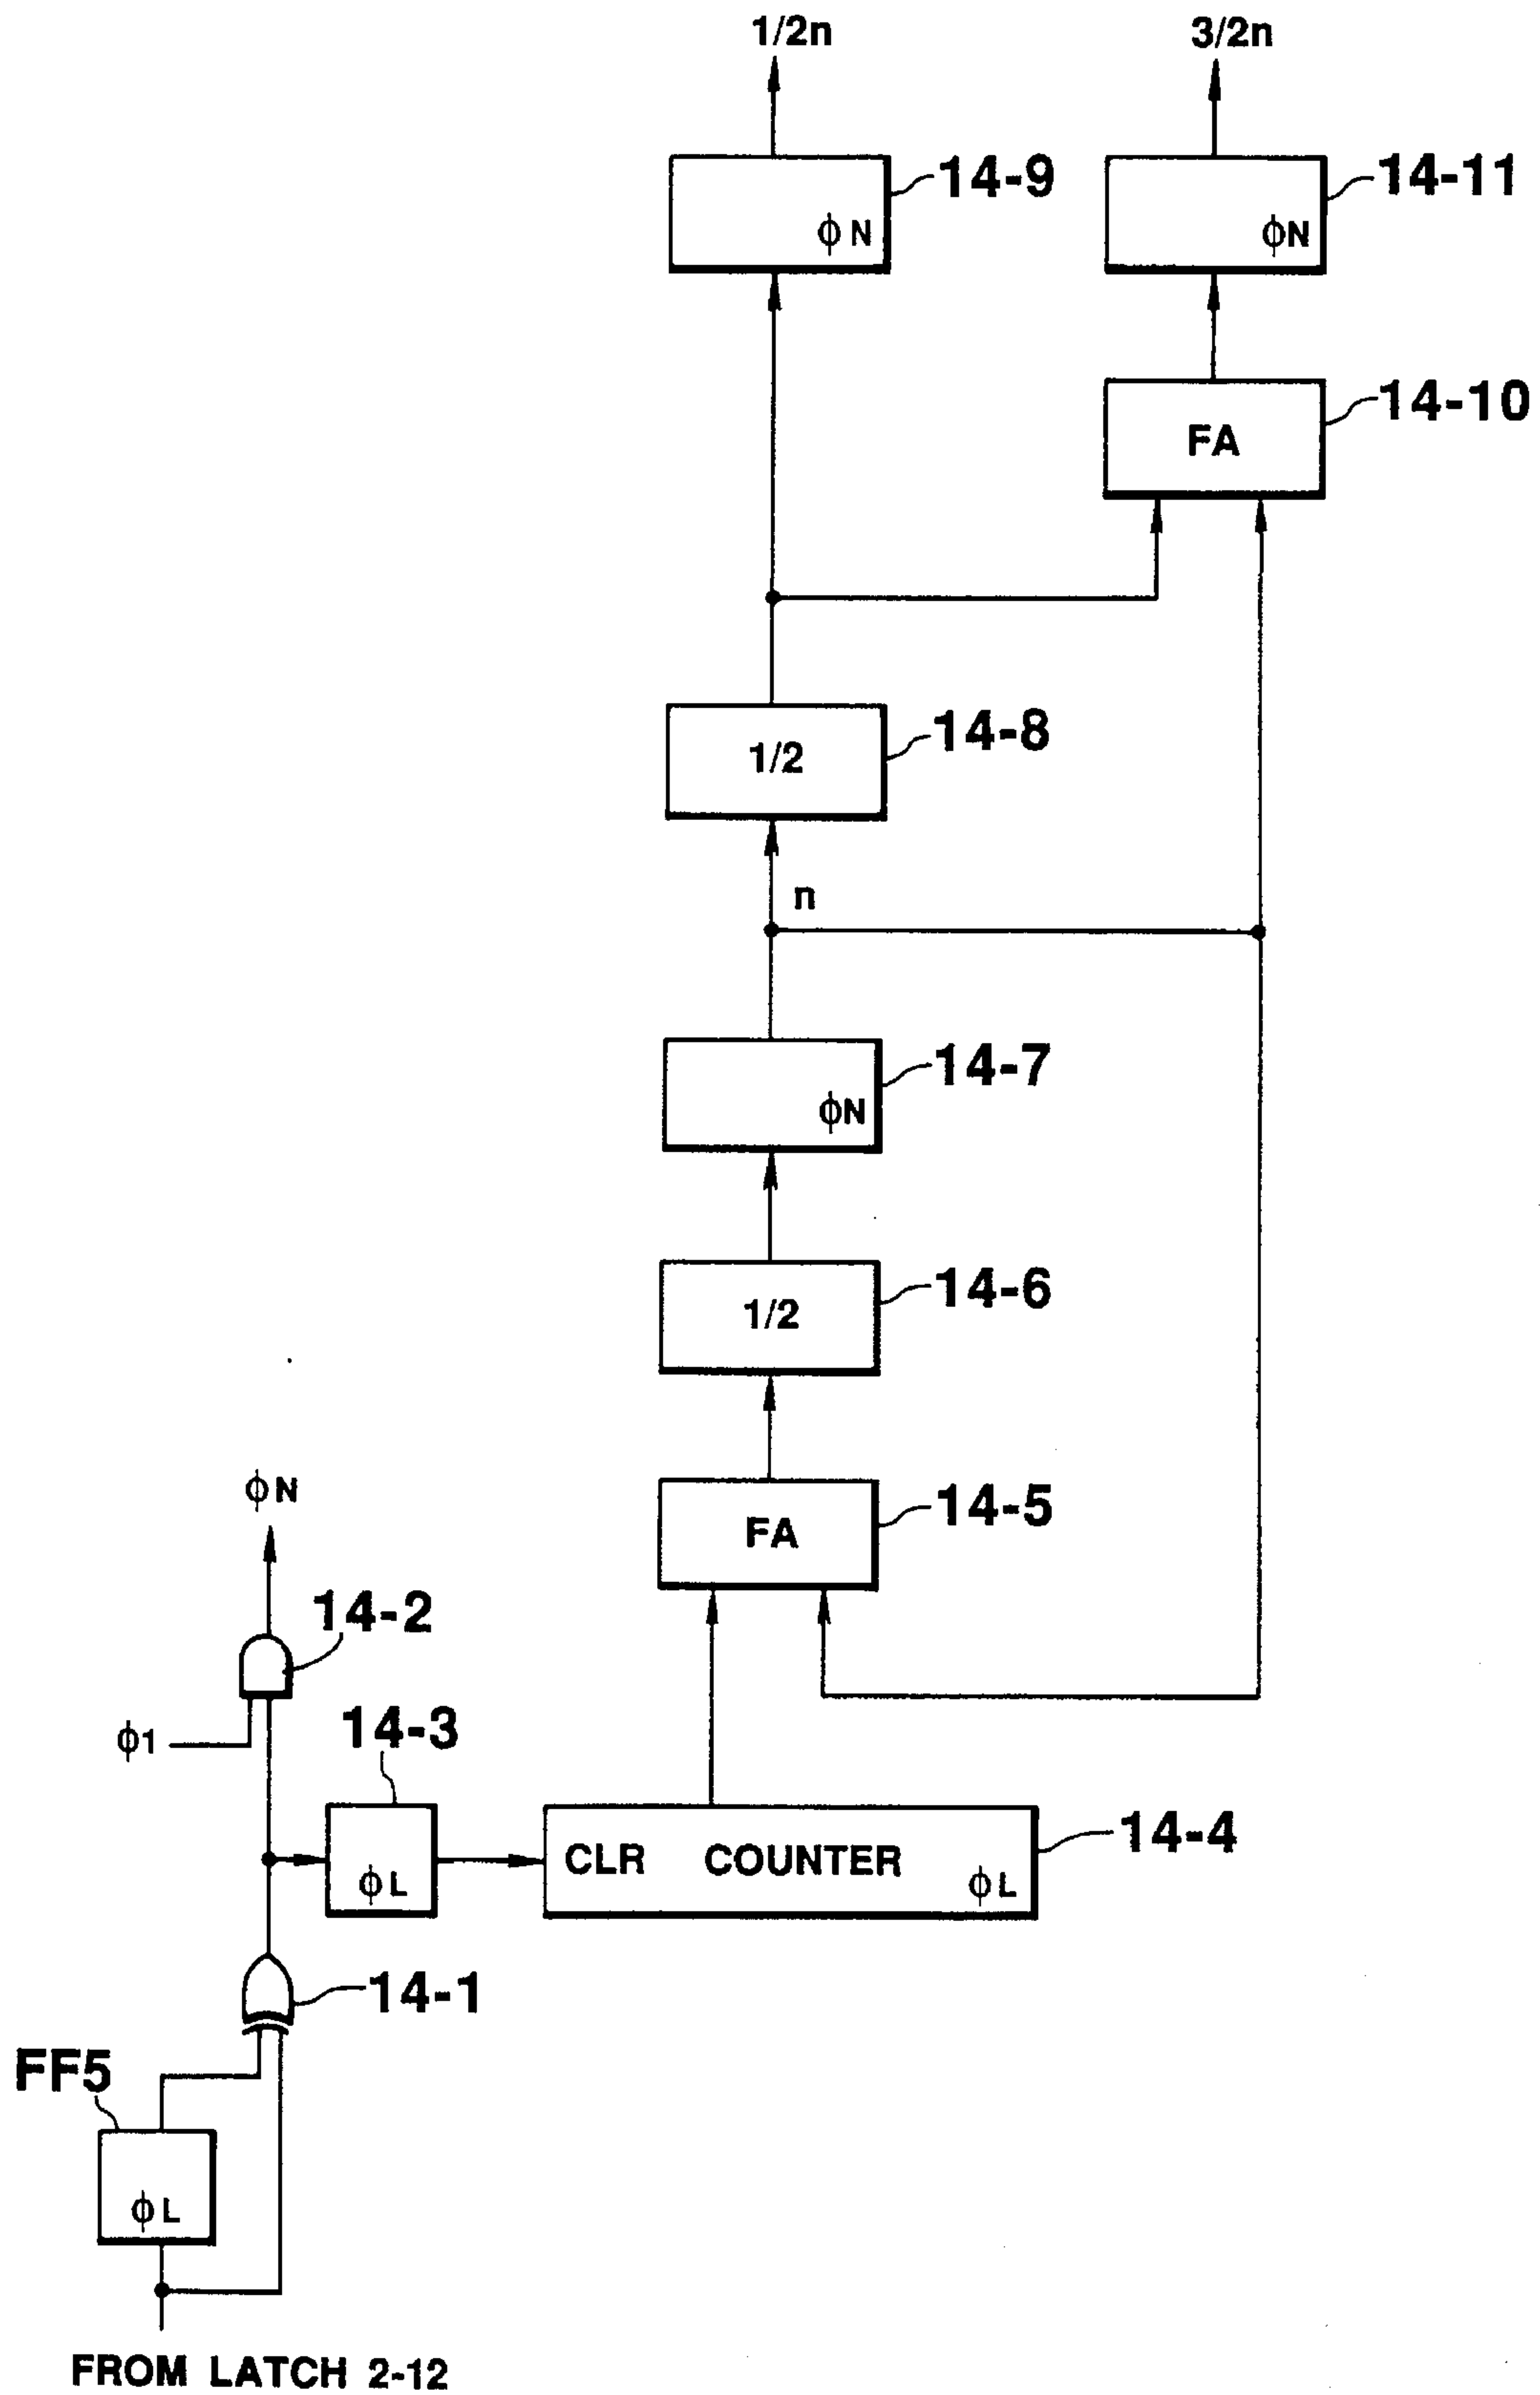 1/2n 3/2n
14-9 14-11
ϕN ϕN
14-10
FA
14-8
1/2
n
14-7
ϕN
14-6
1/2
ϕN
14-5
FA
14-2
ϕ1
14-3
14-4
CLR COUNTER
ϕL ϕL
14-1
FF5
ϕL
FROM LATCH 2-12